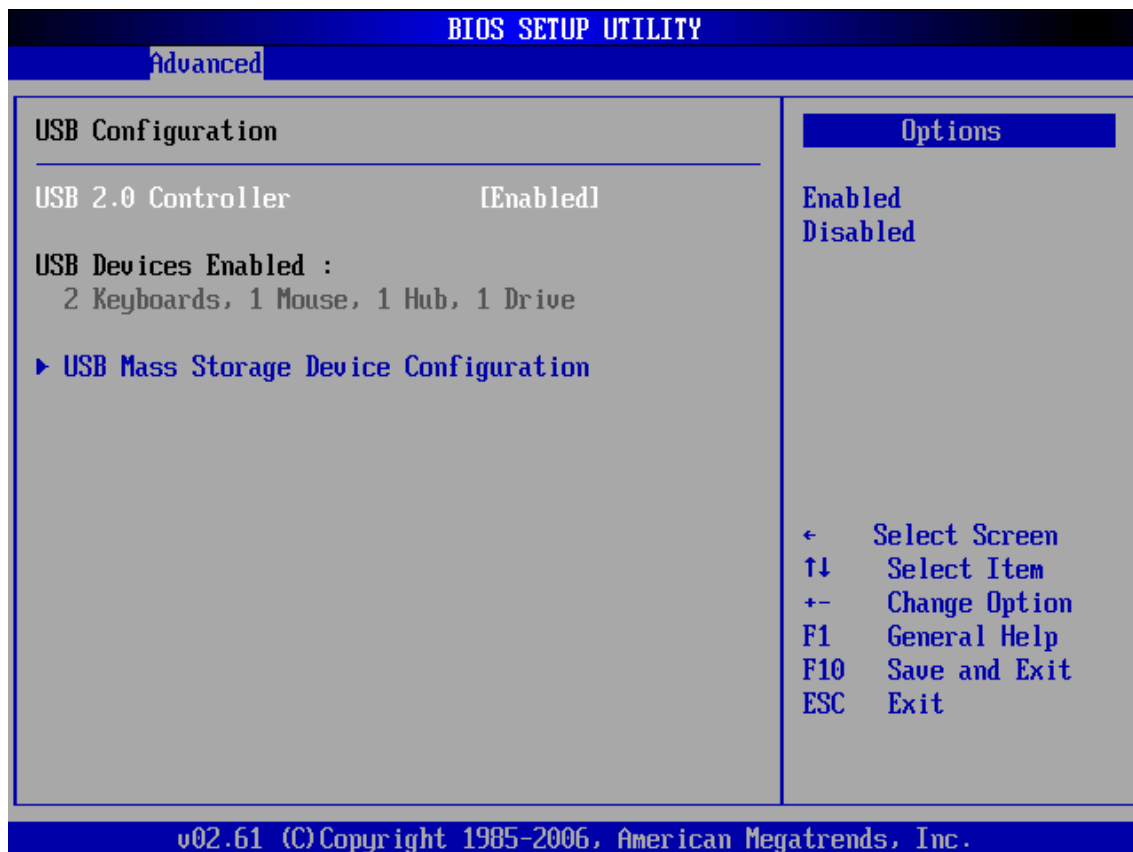 BIOS SETUP UTILITY
Advanced
USB Configuration
USB 2.0 Controller [Enabled]
USB Devices Enabled :
2 Keyboards, 1 Mouse, 1 Hub, 1 Drive
▶ USB Mass Storage Device Configuration
Options
Enabled
Disabled
← Select Screen
↑↓ Select Item
+- Change Option
F1 General Help
F10 Save and Exit
ESC Exit
v02.61 (C)Copyright 1985-2006, American Megatrends, Inc.